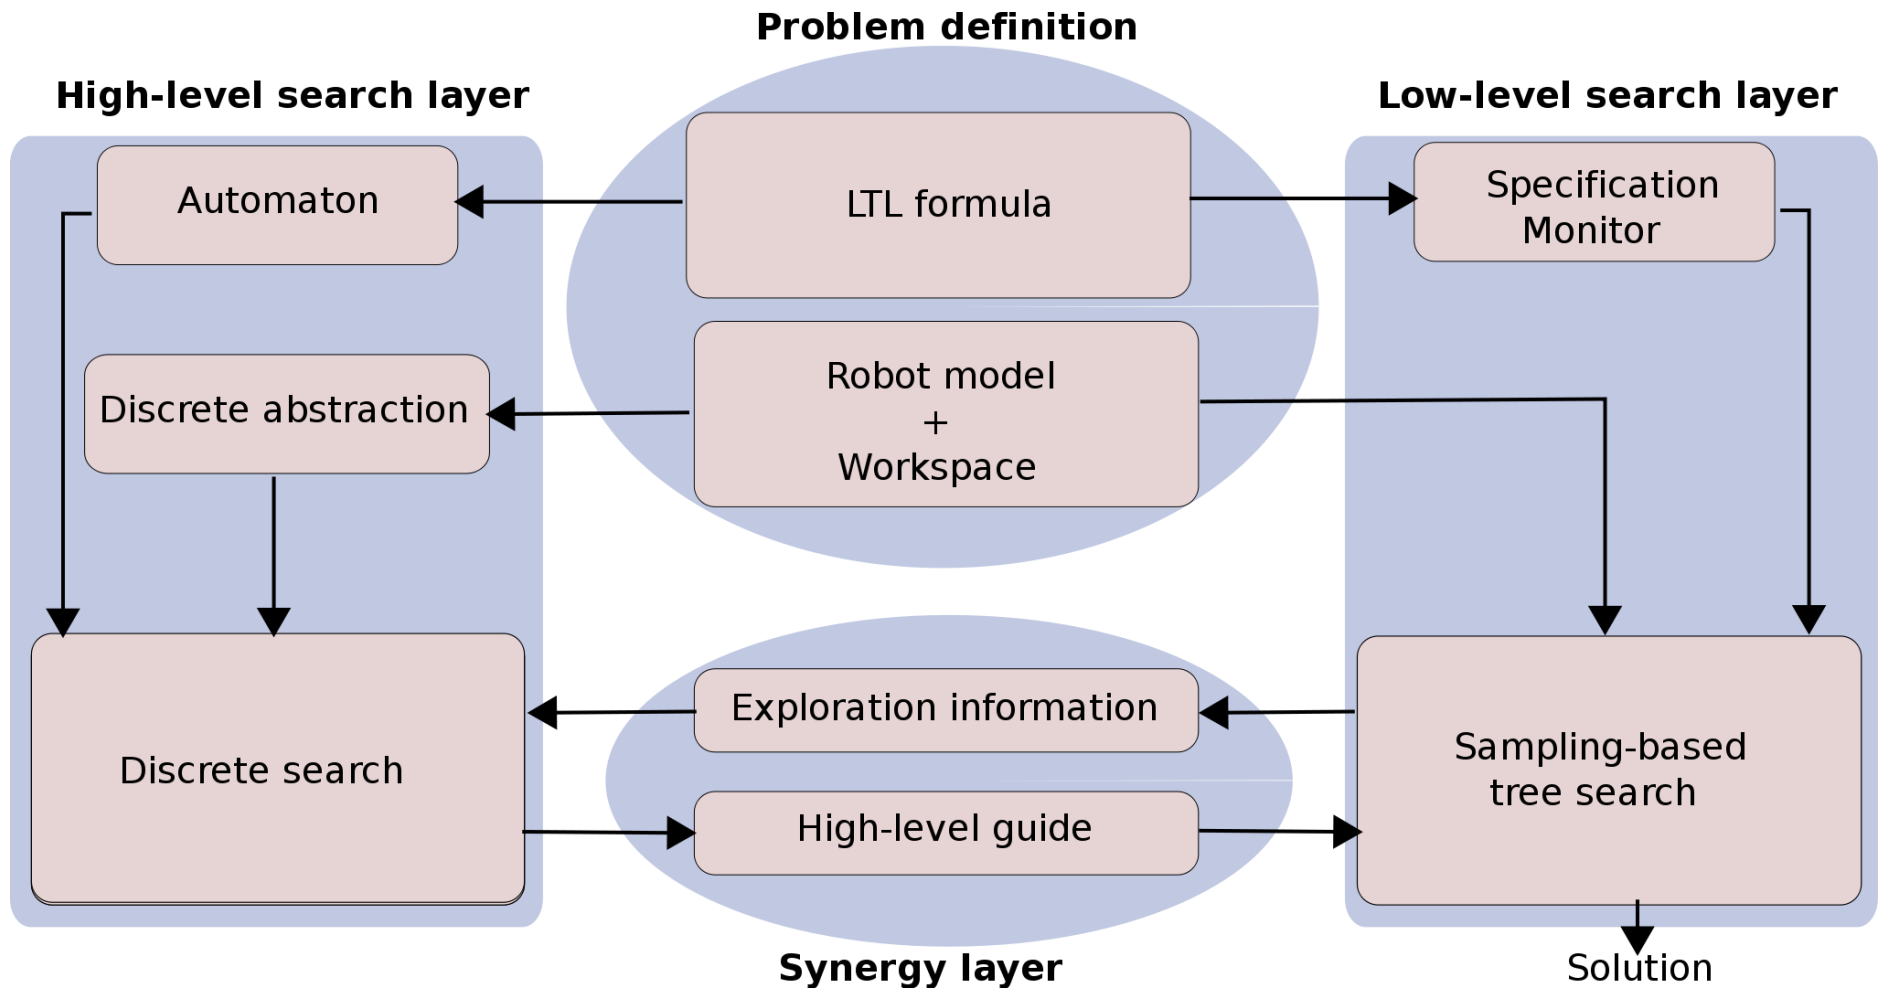 Problem definition
High-level search layer
Low-level search layer
Automaton
LTL formula
Specification
Monitor
Discrete abstraction
Robot model
+
Workspace
Exploration information
Discrete search
High-level guide
Sampling-based
tree search
Synergy layer
Solution